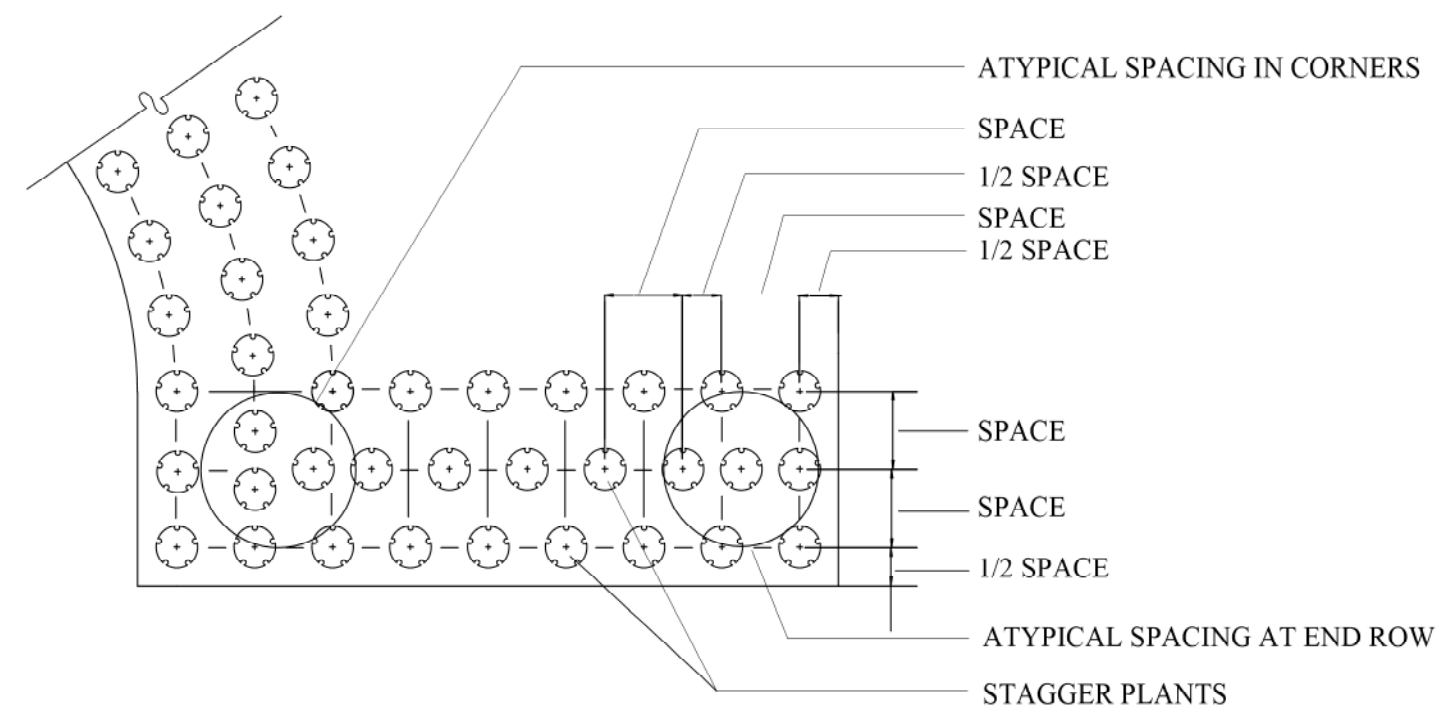 ATYPICAL SPACING IN CORNERS
SPACE
1/2 SPACE
SPACE
1/2 SPACE
SPACE
SPACE
1/2 SPACE
ATYPICAL SPACING AT END ROW
STAGGER PLANTS